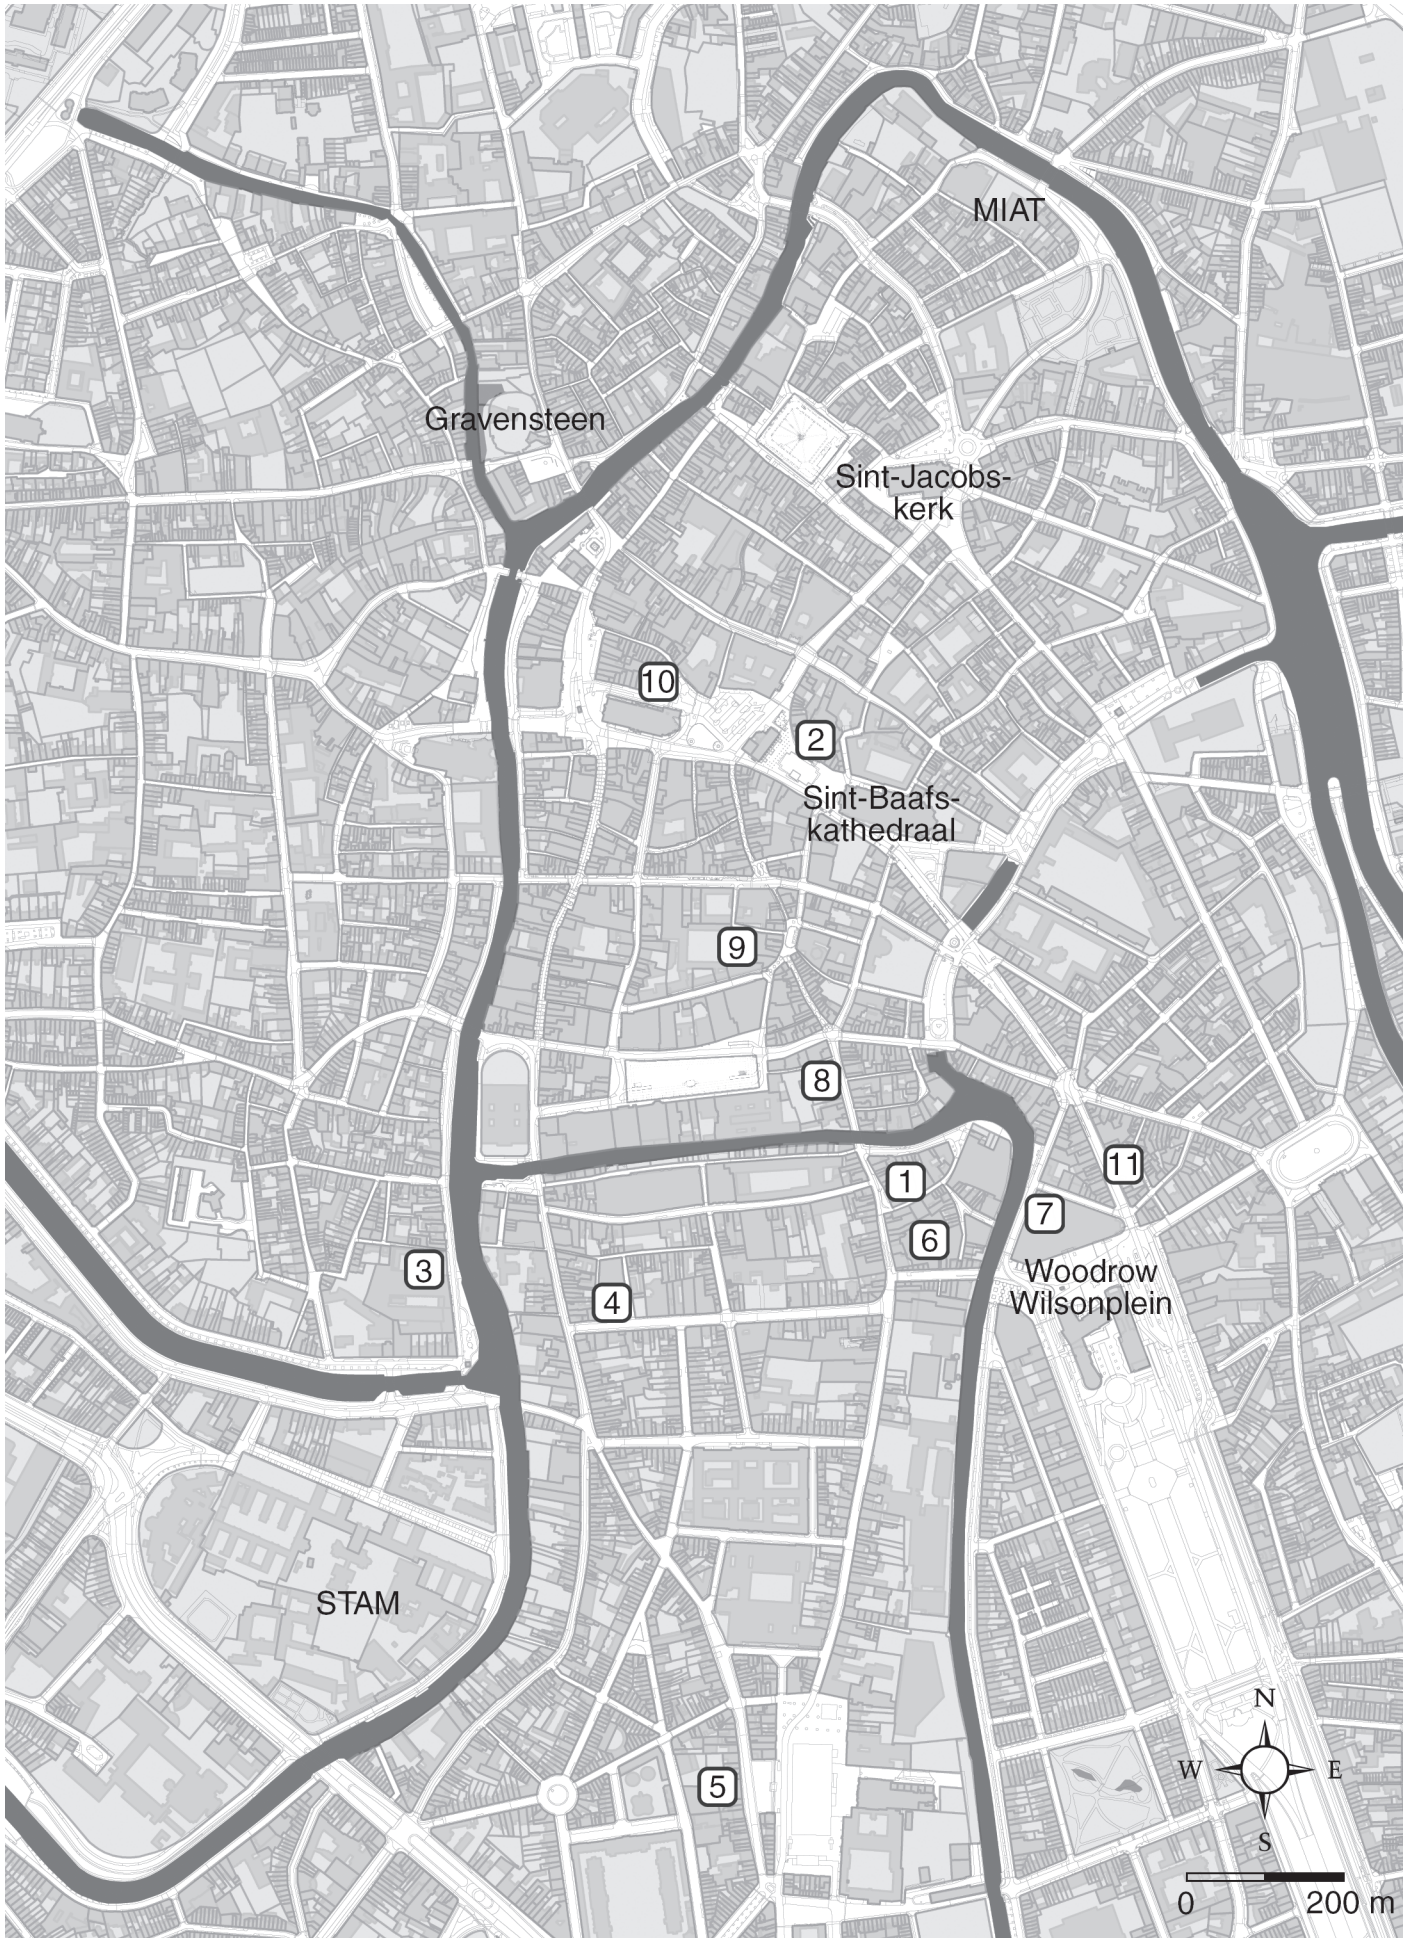 MIAT
Gravensteen
Sint-Jacobs-
kerk
10
2
Sint-Baafs-
kathedraal
9
8
11
1
7
6
3
Woodrow
Wilsonplein
4
STAM
5
N
W
E
S
0
200 m